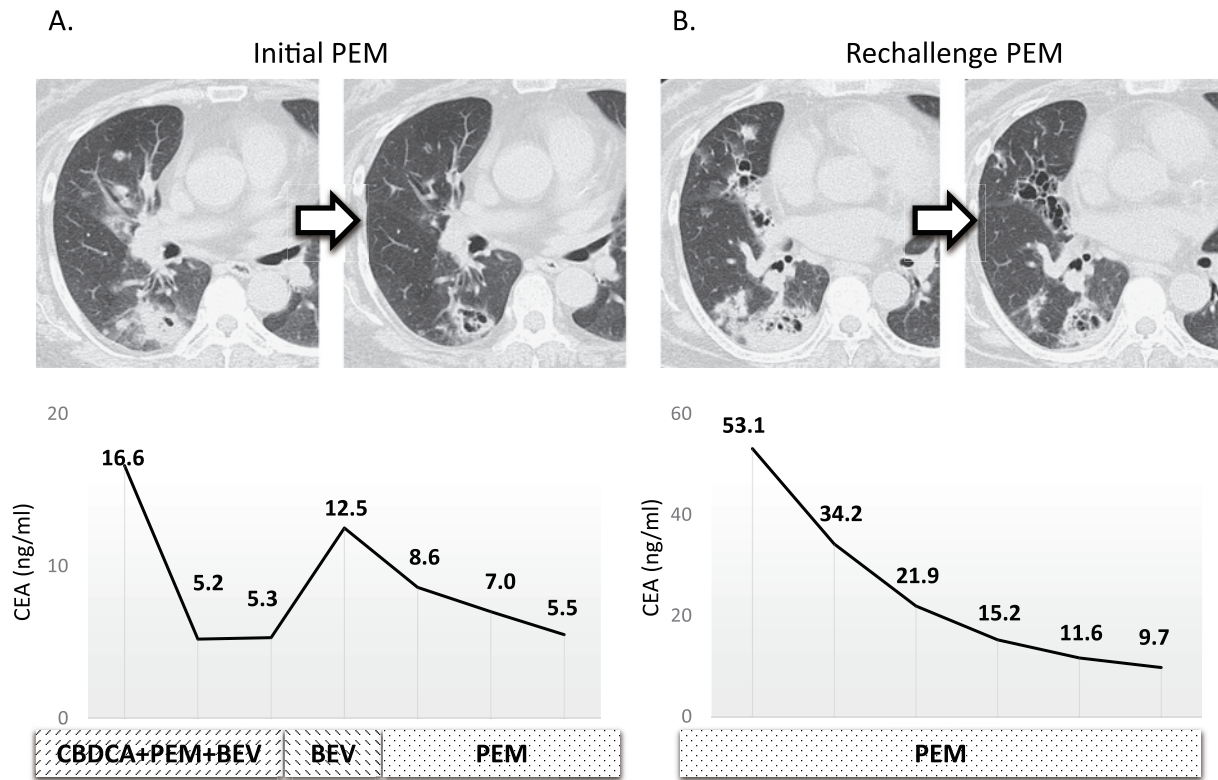 A.
Initial PEM
B.
Rechallenge PEM
20
10
0
CEA (ng/ml)
16.6
5.2
5.3
12.5
8.6
7.0
5.5
CBDCA+PEM+BEV
BEV
PEM
60
40
20
0
CEA (ng/ml)
53.1
34.2
21.9
15.2
11.6
9.7
PEM